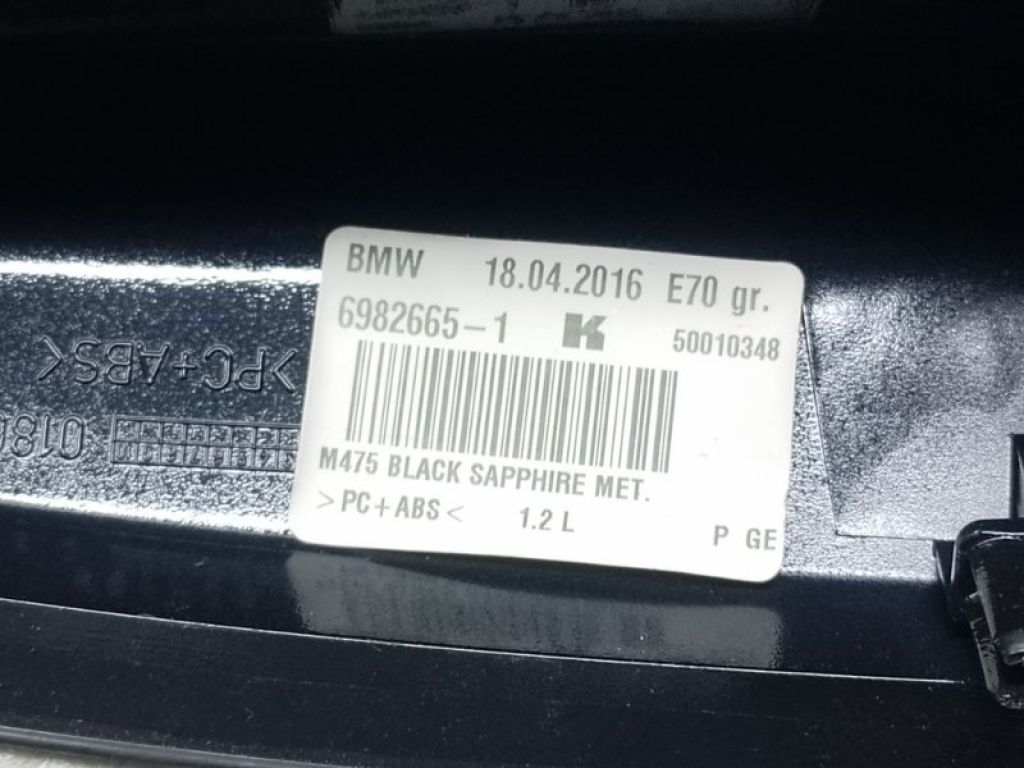 BMW 18.04.2016 E70 gr.
6982665-1 K 50010348
M475 BLACK SAPPHIRE MET.
>PC+ABS< 1.2 L
P GE
>PC+ABS<